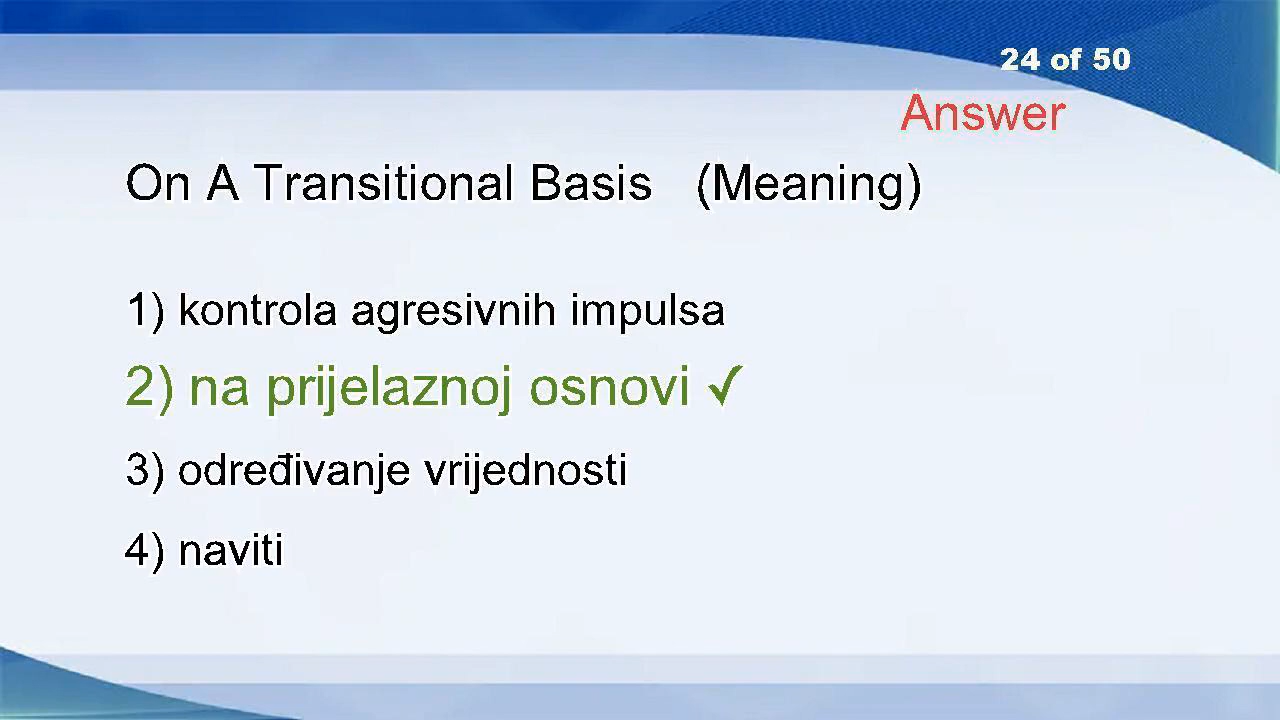 24 of 50
Answer
On A Transitional Basis (Meaning)
1) kontrola agresivnih impulsa
2) na prijelaznoj osnovi ✓
3) određivanje vrijednosti
4) naviti